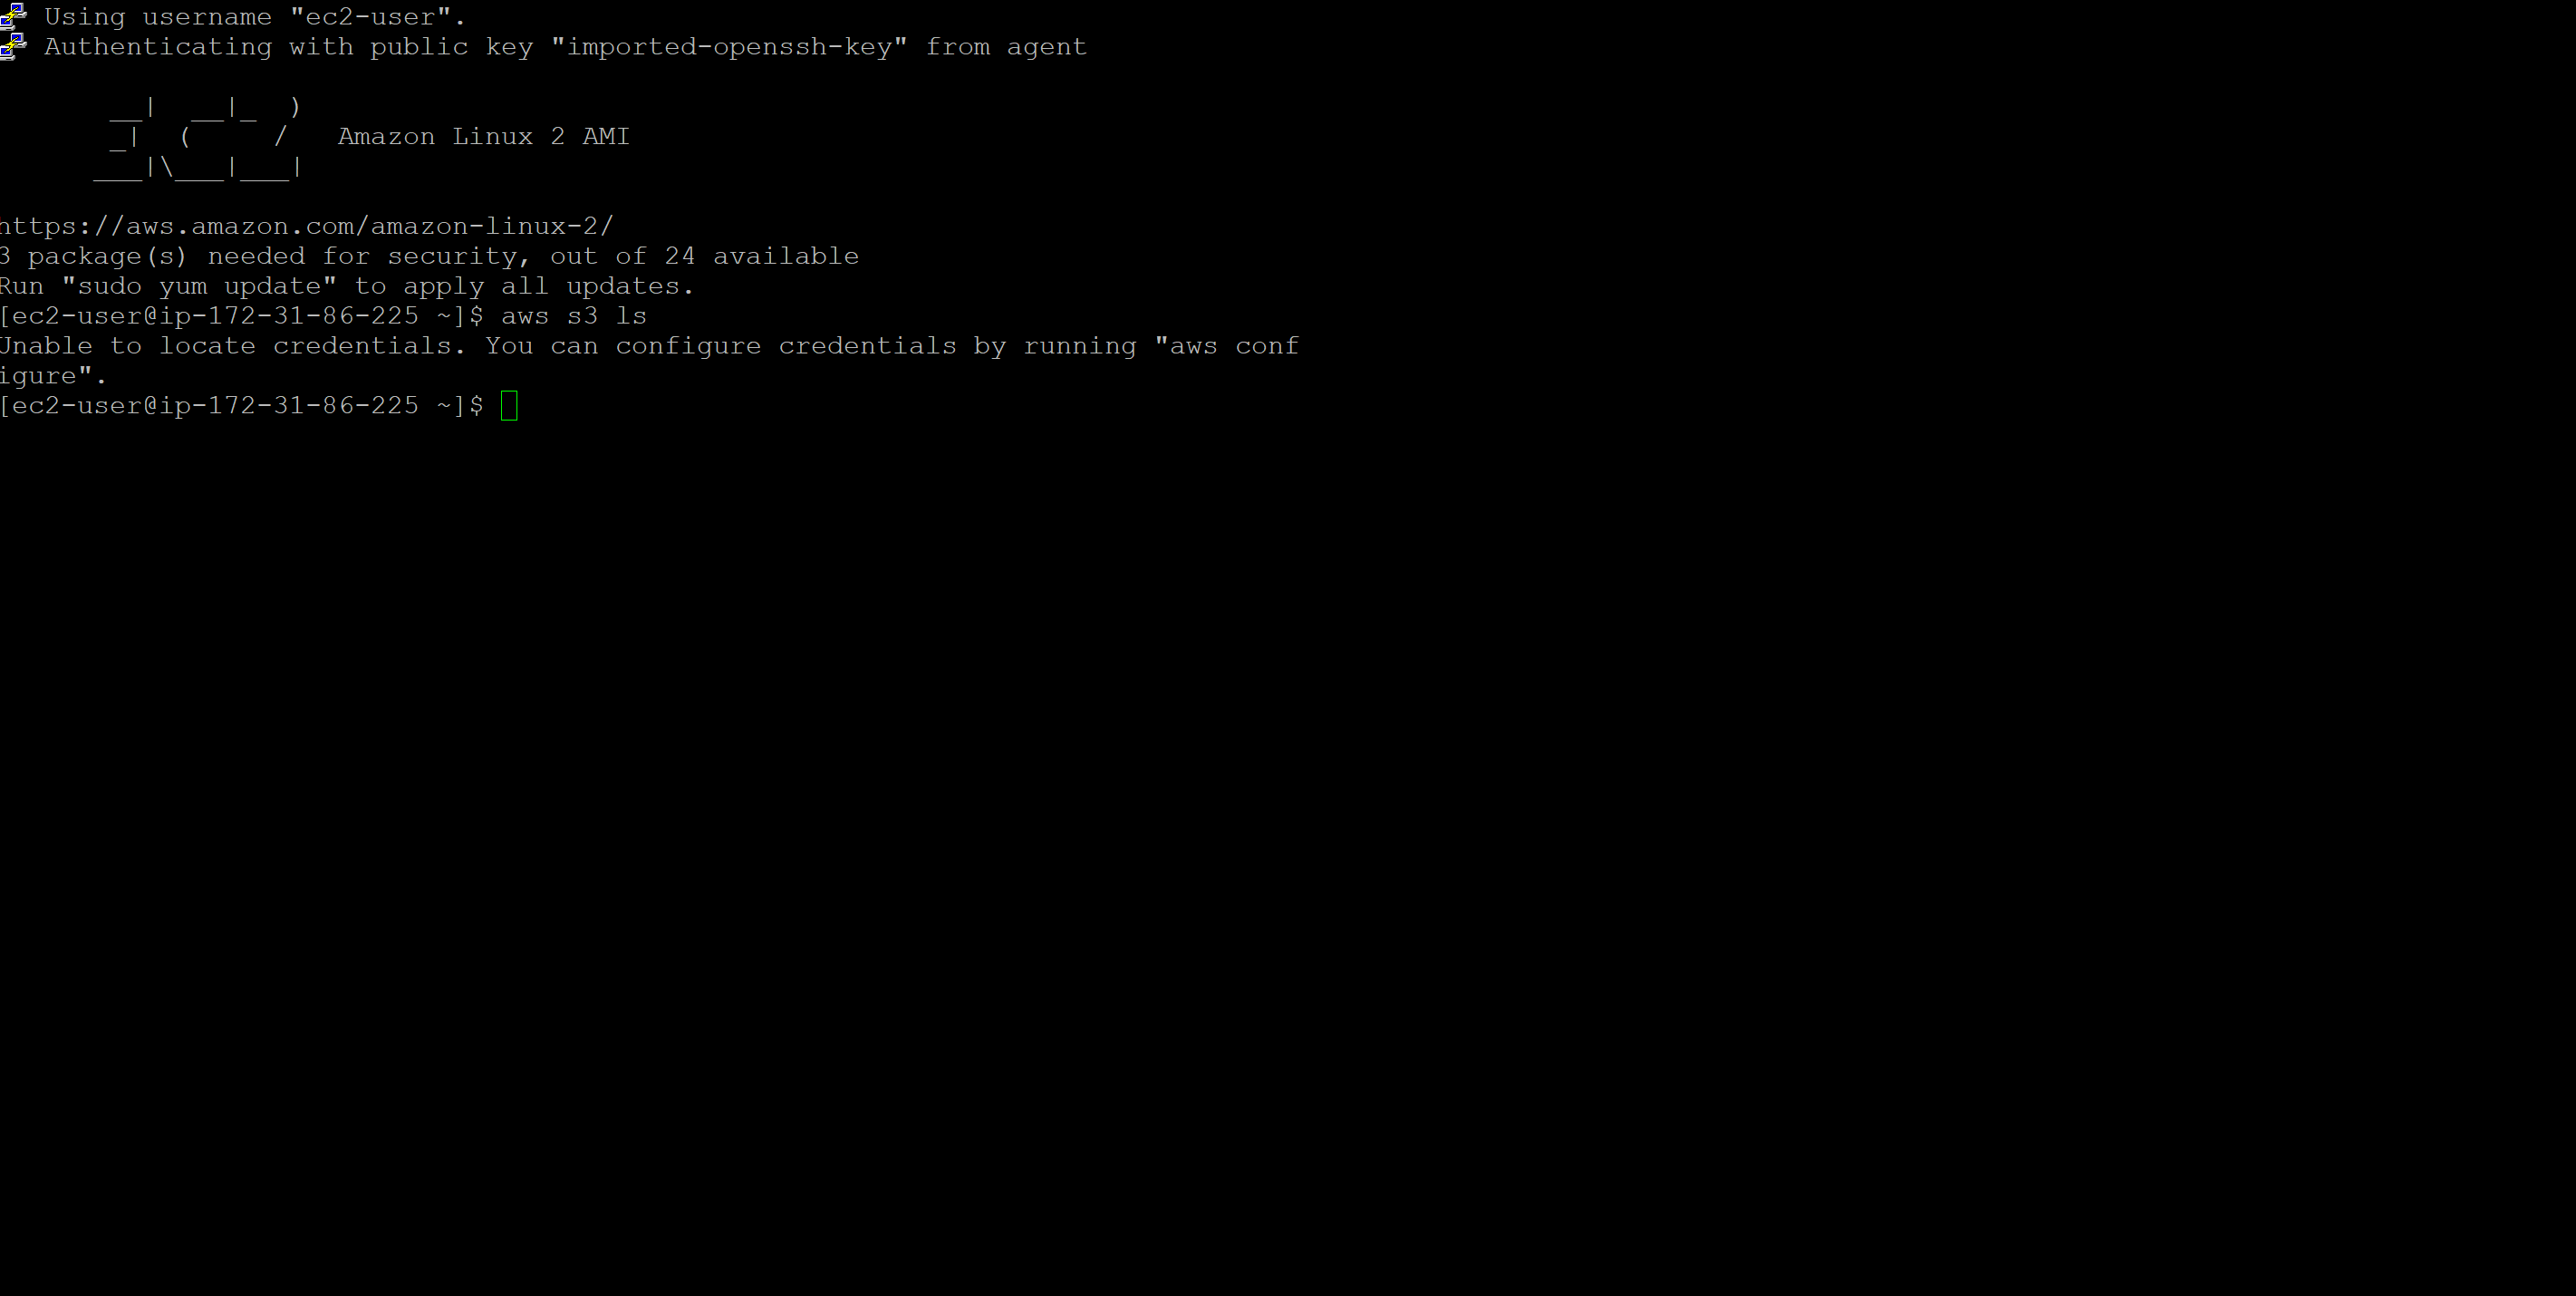 Using username "ec2-user".
Authenticating with public key "imported-openssh-key" from agent
__|  __|_  )
_|  (     /   Amazon Linux 2 AMI
___|\___|___|
https://aws.amazon.com/amazon-linux-2/
3 package(s) needed for security, out of 24 available
Run "sudo yum update" to apply all updates.
[ec2-user@ip-172-31-86-225 ~]$ aws s3 ls
Unable to locate credentials. You can configure credentials by running "aws conf
igure".
[ec2-user@ip-172-31-86-225 ~]$